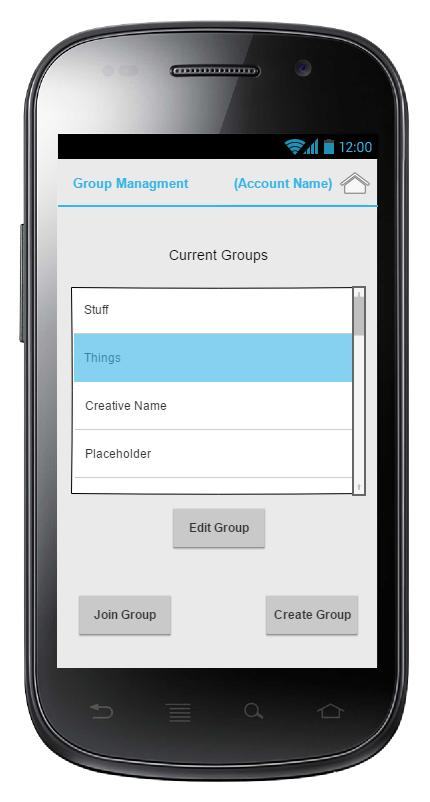 12:00
Group Managment (Account Name)
Current Groups
Stuff
Things
Creative Name
Placeholder
Edit Group
Join Group Create Group